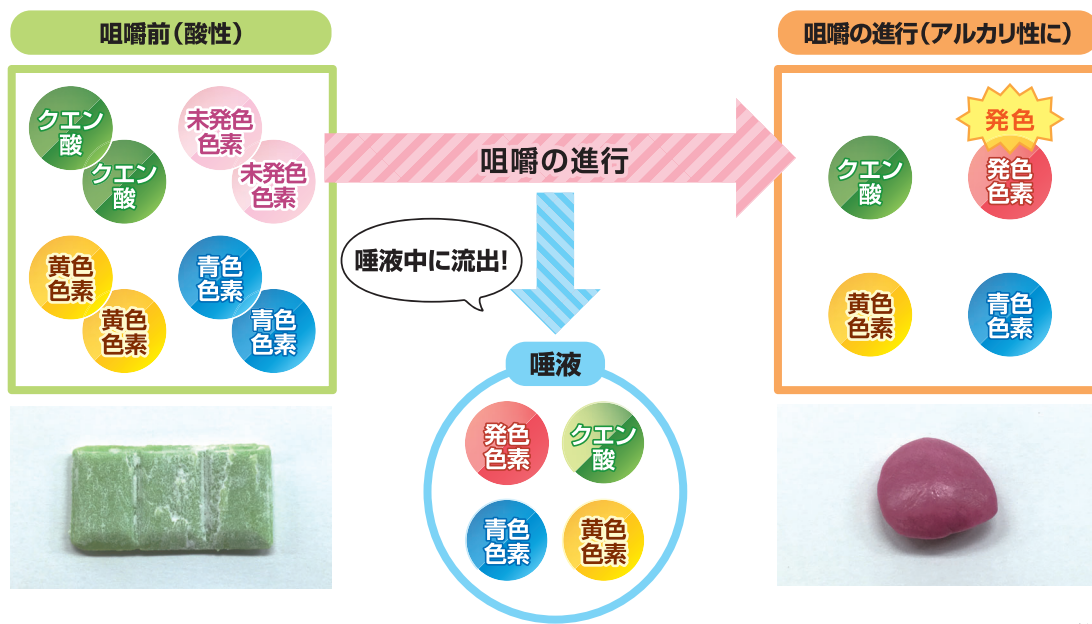 咀嚼前(酸性)
咀嚼の進行(アルカリ性に)
クエン
酸
クエン
酸
未発色
色素
未発色
色素
黄色
色素
黄色
色素
青色
色素
青色
色素
咀嚼の進行
唾液中に流出!
唾液
発色
色素
クエン
酸
青色
色素
黄色
色素
クエン
酸
発色
発色
色素
黄色
色素
青色
色素